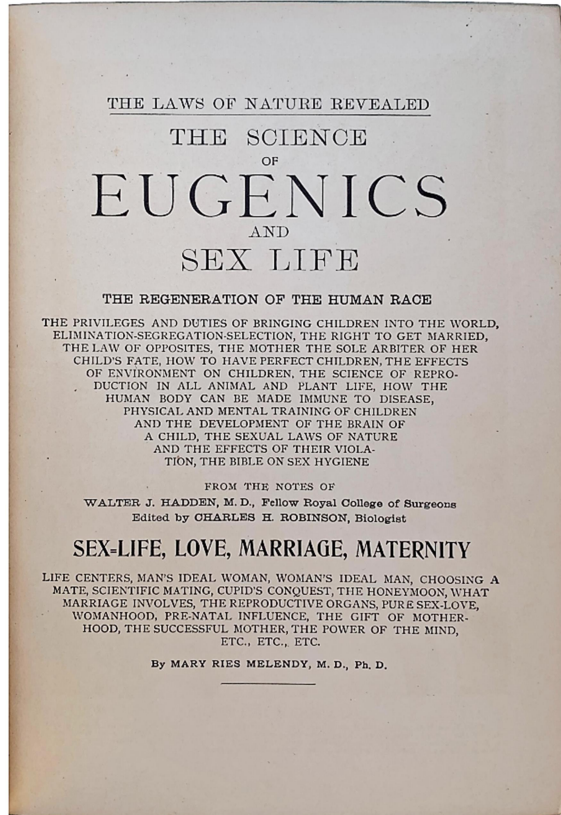 THE LAWS OF NATURE REVEALED
THE SCIENCE
OF
EUGENICS
AND
SEX LIFE
THE REGENERATION OF THE HUMAN RACE
THE PRIVILEGES AND DUTIES OF BRINGING CHILDREN INTO THE WORLD,
ELIMINATION-SEGREGATION-SELECTION, THE RIGHT TO GET MARRIED,
THE LAW OF OPPOSITES, THE MOTHER THE SOLE ARBITER OF HER
CHILD'S FATE, HOW TO HAVE PERFECT CHILDREN, THE EFFECTS
OF ENVIRONMENT ON CHILDREN, THE SCIENCE OF REPRO-
DUCTION IN ALL ANIMAL AND PLANT LIFE, HOW THE
HUMAN BODY CAN BE MADE IMMUNE TO DISEASE,
PHYSICAL AND MENTAL TRAINING OF CHILDREN
AND THE DEVELOPMENT OF THE BRAIN OF
A CHILD, THE SEXUAL LAWS OF NATURE
AND THE EFFECTS OF THEIR VIOLA-
TION, THE BIBLE ON SEX HYGIENE
FROM THE NOTES OF
WALTER J. HADDEN, M. D., Fellow Royal College of Surgeons
Edited by CHARLES H. ROBINSON, Biologist
SEX=LIFE, LOVE, MARRIAGE, MATERNITY
LIFE CENTERS, MAN'S IDEAL WOMAN, WOMAN'S IDEAL MAN, CHOOSING A
MATE, SCIENTIFIC MATING, CUPID'S CONQUEST, THE HONEYMOON, WHAT
MARRIAGE INVOLVES, THE REPRODUCTIVE ORGANS, PURE SEX-LOVE,
WOMANHOOD, PRE-NATAL INFLUENCE, THE GIFT OF MOTHER-
HOOD, THE SUCCESSFUL MOTHER, THE POWER OF THE MIND,
ETC., ETC., ETC.
By MARY RIES MELENDY, M. D., Ph. D.